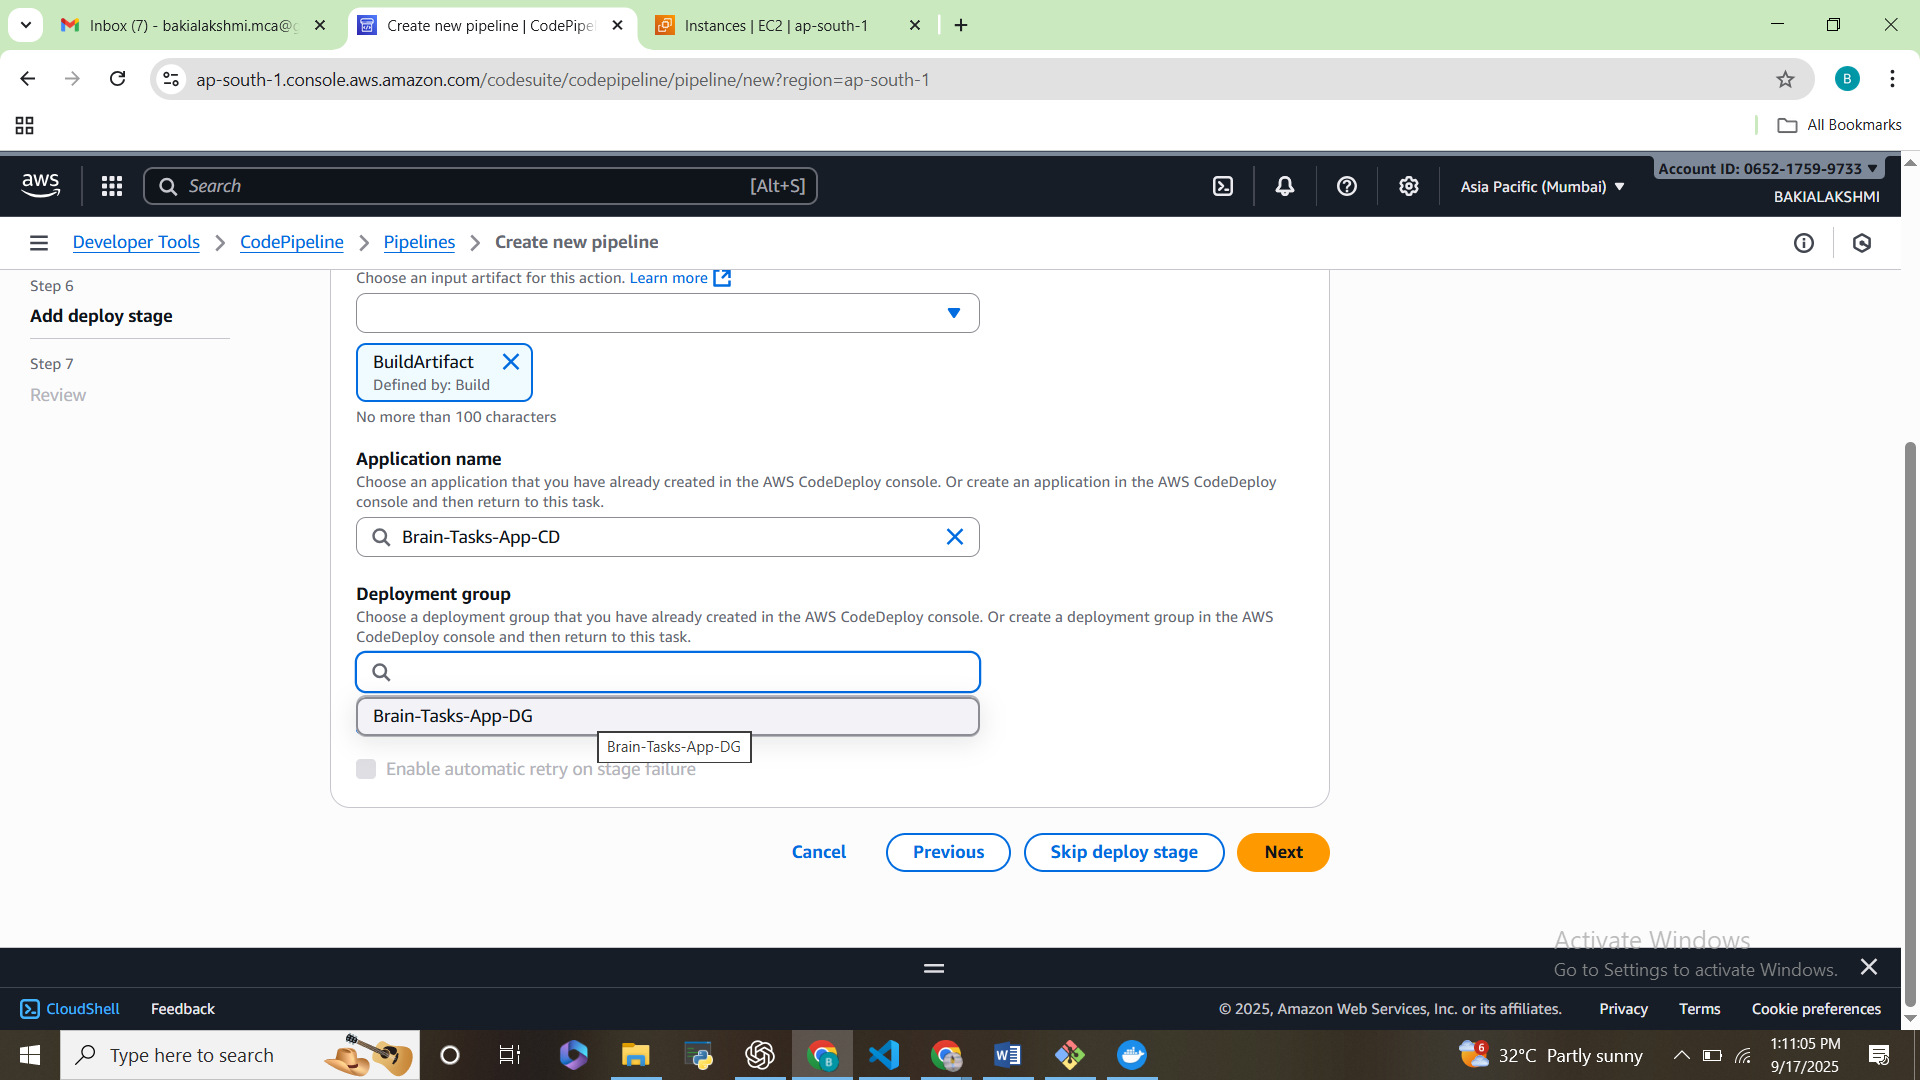 Inbox (7) - bakialakshmi.mca@g
Create new pipeline | CodePipel
Instances | EC2 | ap-south-1
ap-south-1.console.aws.amazon.com/codesuite/codepipeline/pipeline/new?region=ap-south-1
B
All Bookmarks
aws
Search
[Alt+S]
Asia Pacific (Mumbai)
Account ID: 0652-1759-9733
BAKIALAKSHMI
Developer Tools
CodePipeline
Pipelines
Create new pipeline
Step 6
Add deploy stage
Step 7
Review
Choose an input artifact for this action. Learn more
BuildArtifact
Defined by: Build
No more than 100 characters
Application name
Choose an application that you have already created in the AWS CodeDeploy console. Or create an application in the AWS CodeDeploy
console and then return to this task.
Brain-Tasks-App-CD
Deployment group
Choose a deployment group that you have already created in the AWS CodeDeploy console. Or create a deployment group in the AWS
CodeDeploy console and then return to this task.
Brain-Tasks-App-DG
Brain-Tasks-App-DG
Enable automatic retry on stage failure
Cancel
Previous
Skip deploy stage
Next
Activate Windows
Go to Settings to activate Windows.
CloudShell
Feedback
© 2025, Amazon Web Services, Inc. or its affiliates.
Privacy
Terms
Cookie preferences
Type here to search
B
6
32°C Partly sunny
1:11:05 PM
9/17/2025